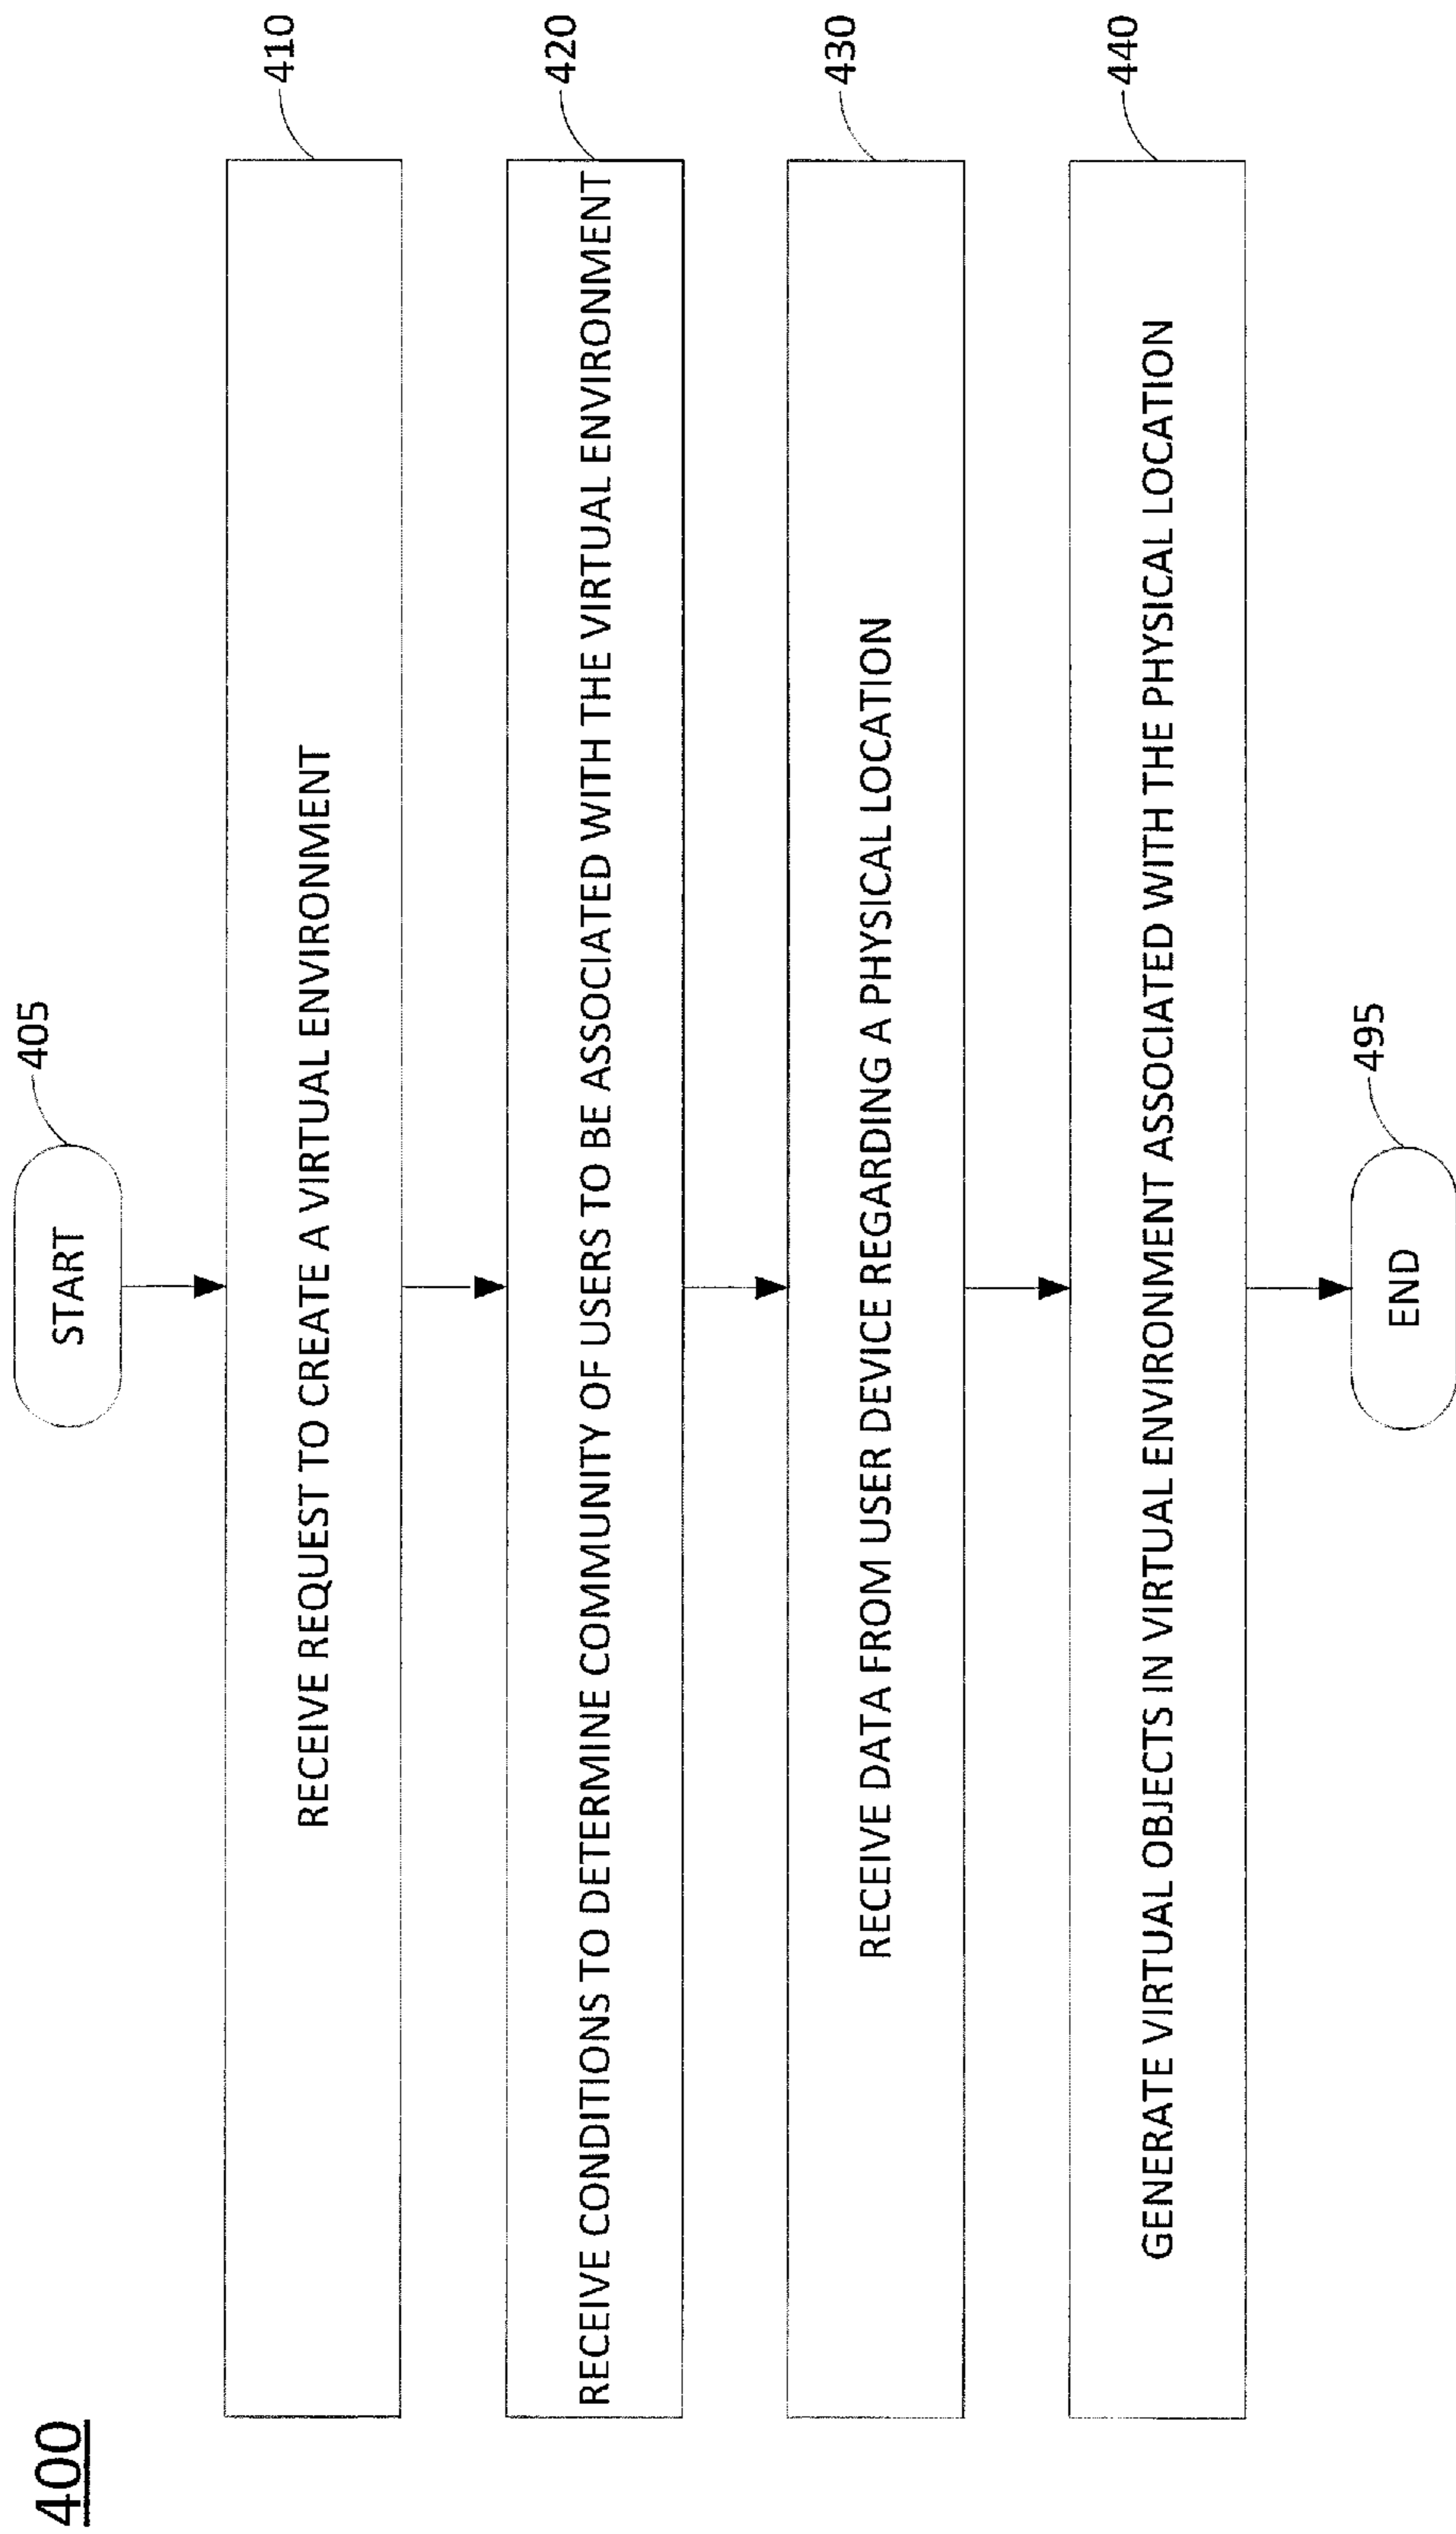 400
START
405
RECEIVE REQUEST TO CREATE A VIRTUAL ENVIRONMENT
410
RECEIVE CONDITIONS TO DETERMINE COMMUNITY OF USERS TO BE ASSOCIATED WITH THE VIRTUAL ENVIRONMENT
420
RECEIVE DATA FROM USER DEVICE REGARDING A PHYSICAL LOCATION
430
GENERATE VIRTUAL OBJECTS IN VIRTUAL ENVIRONMENT ASSOCIATED WITH THE PHYSICAL LOCATION
440
END
495